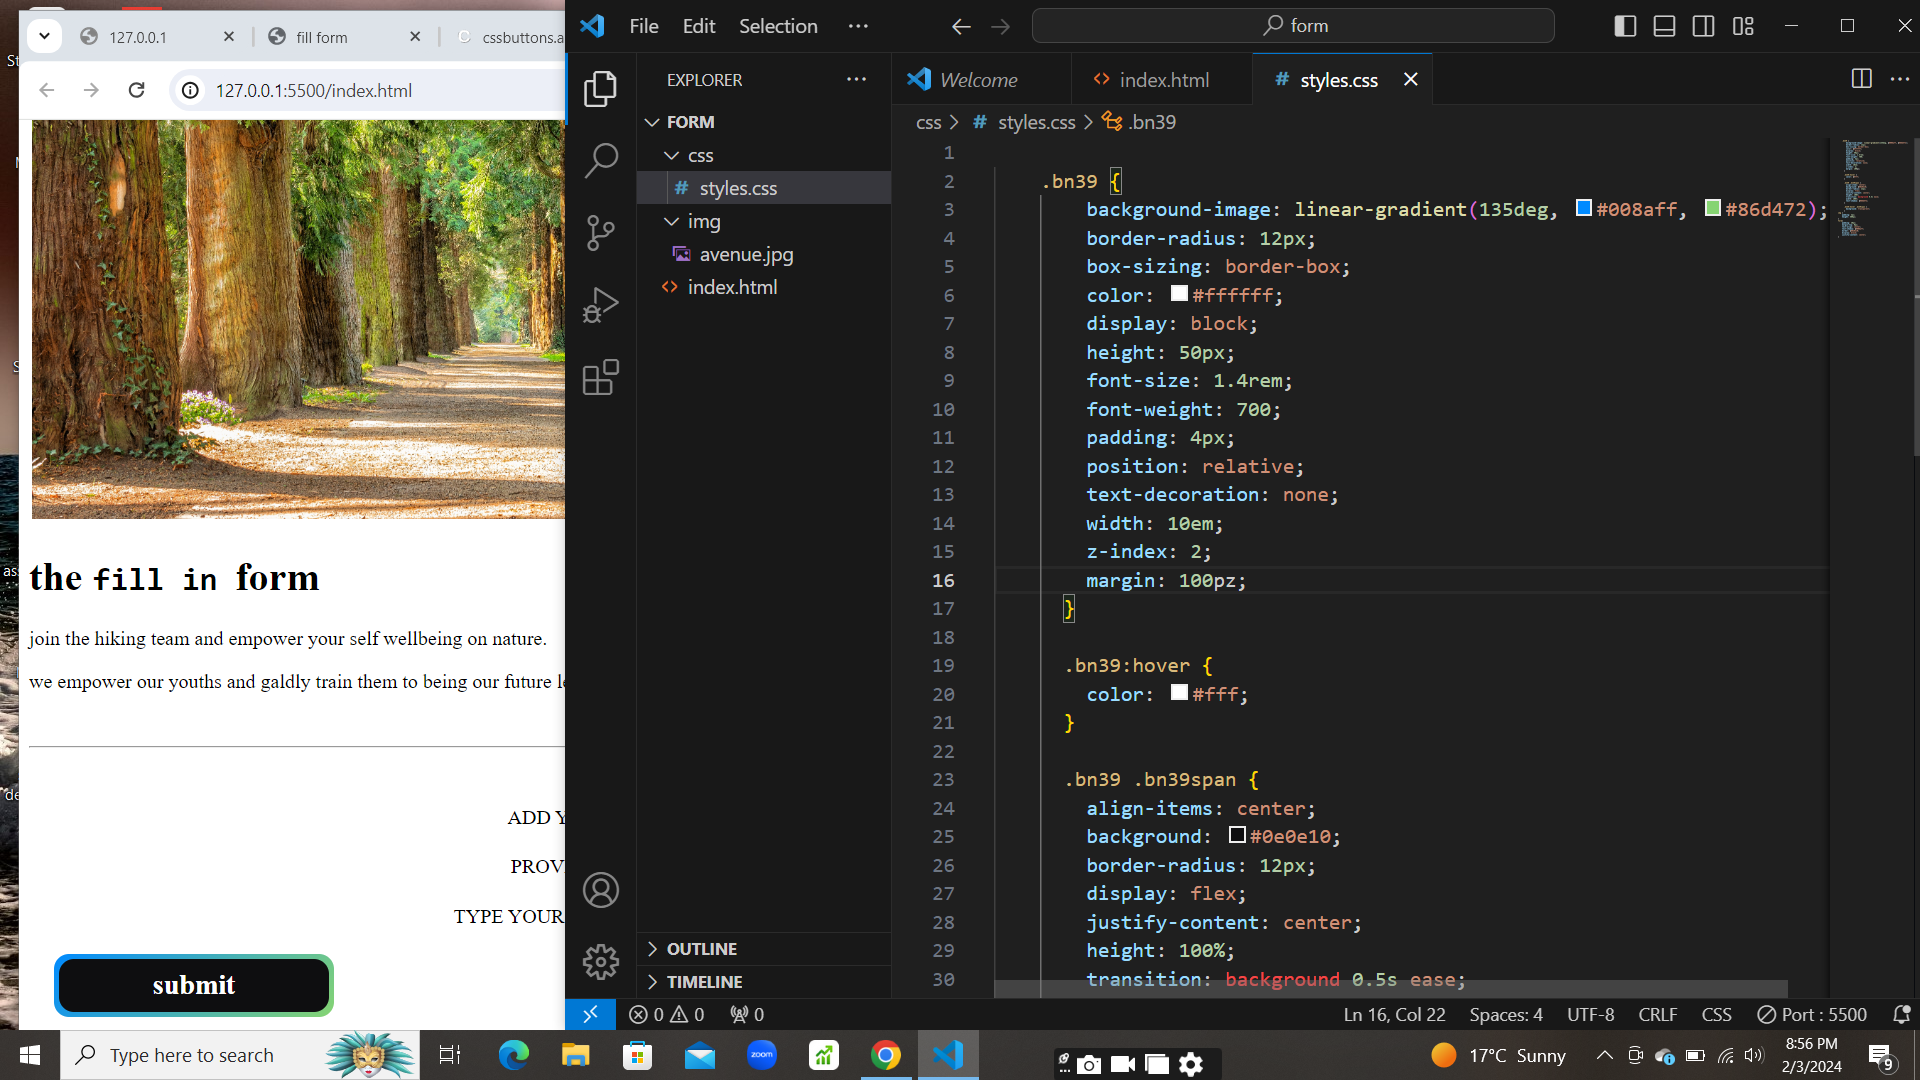 127.0.0.1
fill form
cssbuttons.a
127.0.0.1:5500/index.html
the fill in form
join the hiking team and empower your self wellbeing on nature.
we empower our youths and galdly train them to being our future le
ADD Y
PROV
TYPE YOUR
submit
File Edit Selection ···
form
EXPLORER ···
FORM
css
styles.css
img
avenue.jpg
index.html
OUTLINE
TIMELINE
Welcome
index.html
styles.css
css > # styles.css > .bn39
1
2 .bn39 {
3 background-image: linear-gradient(135deg, #008aff, #86d472);
4 border-radius: 12px;
5 box-sizing: border-box;
6 color: #ffffff;
7 display: block;
8 height: 50px;
9 font-size: 1.4rem;
10 font-weight: 700;
11 padding: 4px;
12 position: relative;
13 text-decoration: none;
14 width: 10em;
15 z-index: 2;
16 margin: 100pz;
17 }
18
19 .bn39:hover {
20 color: #fff;
21 }
22
23 .bn39 .bn39span {
24 align-items: center;
25 background: #0e0e10;
26 border-radius: 12px;
27 display: flex;
28 justify-content: center;
29 height: 100%;
30 transition: background 0.5s ease;
0 0 0
Ln 16, Col 22 Spaces: 4 UTF-8 CRLF CSS Port : 5500
Type here to search
zoom
17°C Sunny
8:56 PM
2/3/2024
9